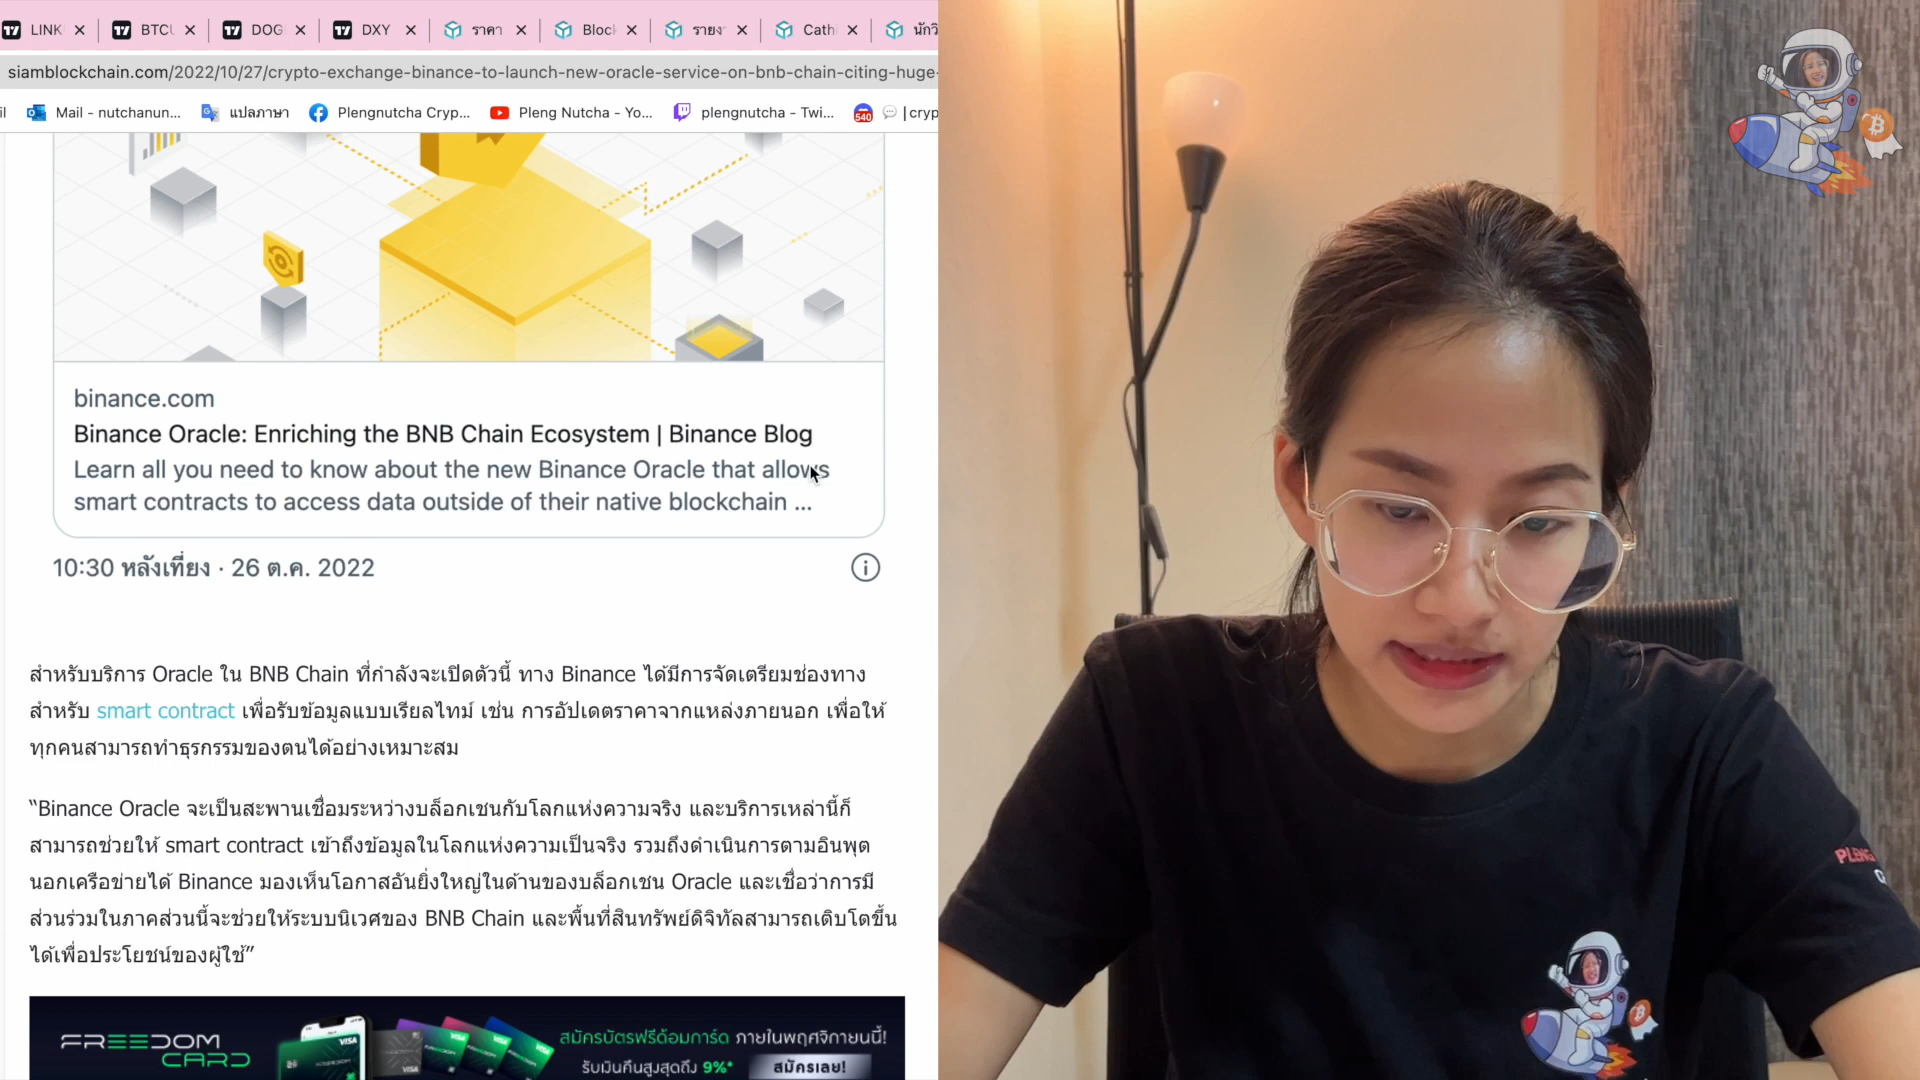 LINK
BTCU
DOG
DXY
ราคา
Block
รายง
Cath
นักวิ
siamblockchain.com/2022/10/27/crypto-exchange-binance-to-launch-new-oracle-service-on-bnb-chain-citing-huge-
il
Mail - nutchanun...
แปลภาษา
Plengnutcha Cryp...
Pleng Nutcha - Yo...
plengnutcha - Twi...
540
| cryp
binance.com
Binance Oracle: Enriching the BNB Chain Ecosystem | Binance Blog
Learn all you need to know about the new Binance Oracle that allows
smart contracts to access data outside of their native blockchain ...
10:30 หลังเที่ยง · 26 ต.ค. 2022
สำหรับบริการ Oracle ใน BNB Chain ที่กำลังจะเปิดตัวนี้ ทาง Binance ได้มีการจัดเตรียมช่องทาง
สำหรับ smart contract เพื่อรับข้อมูลแบบเรียลไทม์ เช่น การอัปเดตราคาจากแหล่งภายนอก เพื่อให้
ทุกคนสามารถทำธุรกรรมของตนได้อย่างเหมาะสม
“Binance Oracle จะเป็นสะพานเชื่อมระหว่างบล็อกเชนกับโลกแห่งความจริง และบริการเหล่านี้ก็
สามารถช่วยให้ smart contract เข้าถึงข้อมูลในโลกแห่งความเป็นจริง รวมถึงดำเนินการตามอินพุต
นอกเครือข่ายได้ Binance มองเห็นโอกาสอันยิ่งใหญ่ในด้านของบล็อกเชน Oracle และเชื่อว่าการมี
ส่วนร่วมในภาคส่วนนี้จะช่วยให้ระบบนิเวศของ BNB Chain และพื้นที่สินทรัพย์ดิจิทัลสามารถเติบโตขึ้น
ได้เพื่อประโยชน์ของผู้ใช้”
FREEDOM
CARD
VISA
สมัครบัตรฟรีด้อมการ์ด ภายในพฤศจิกายนนี้!
รับเงินคืนสูงสุดถึง 9%*
สมัครเลย!
PLENG